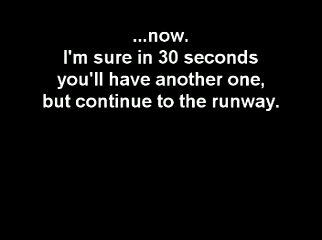 ...now.
I'm sure in 30 seconds
you'll have another one,
but continue to the runway.